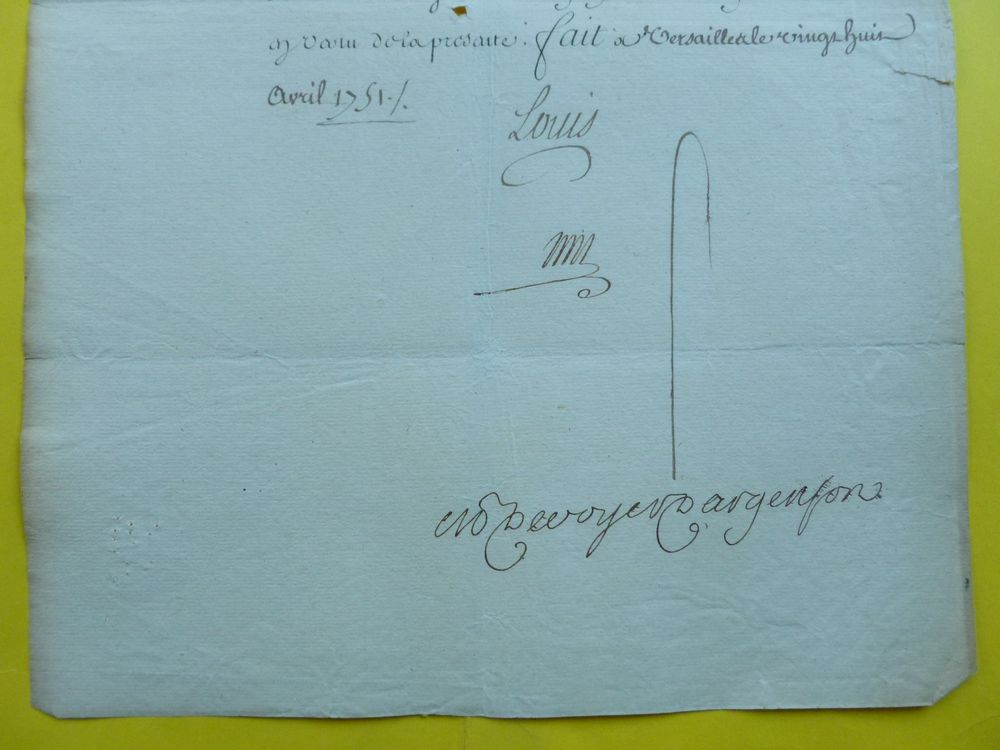 en vertu de la presente. fait a Versailles le vingt huit
Avril 1751./.
Louis
M de Voyer D'argenson.